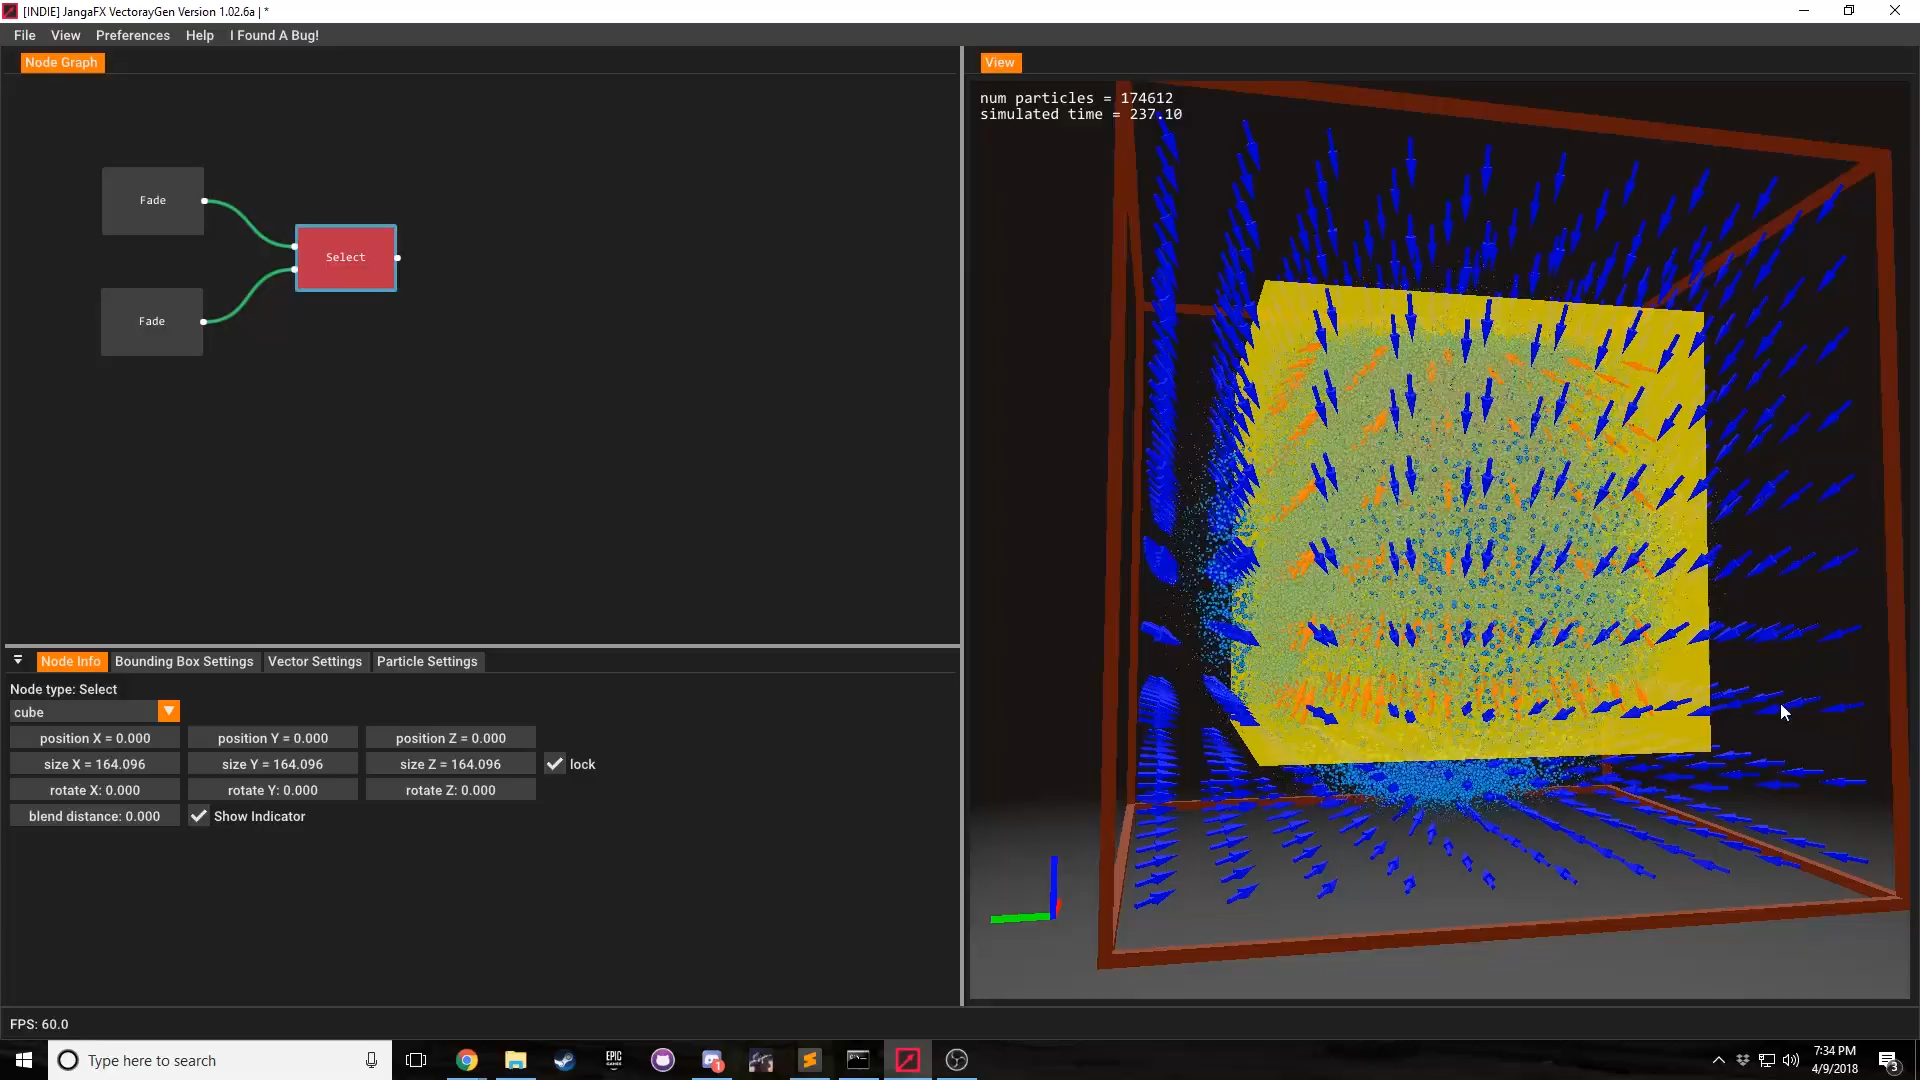 [INDIE] JangaFX VectorayGen Version 1.02.6a | *
File View Preferences Help I Found A Bug!
Node Graph
Fade
Select
Fade
Node Info Bounding Box Settings Vector Settings Particle Settings
Node type: Select
cube
position X = 0.000 position Y = 0.000 position Z = 0.000
size X = 164.096 size Y = 164.096 size Z = 164.096 lock
rotate X: 0.000 rotate Y: 0.000 rotate Z: 0.000
blend distance: 0.000 Show Indicator
View
num particles = 174612
simulated time = 237.10
FPS: 60.0
Type here to search
EPIC
GAMES
1
7:34 PM
4/9/2018
3